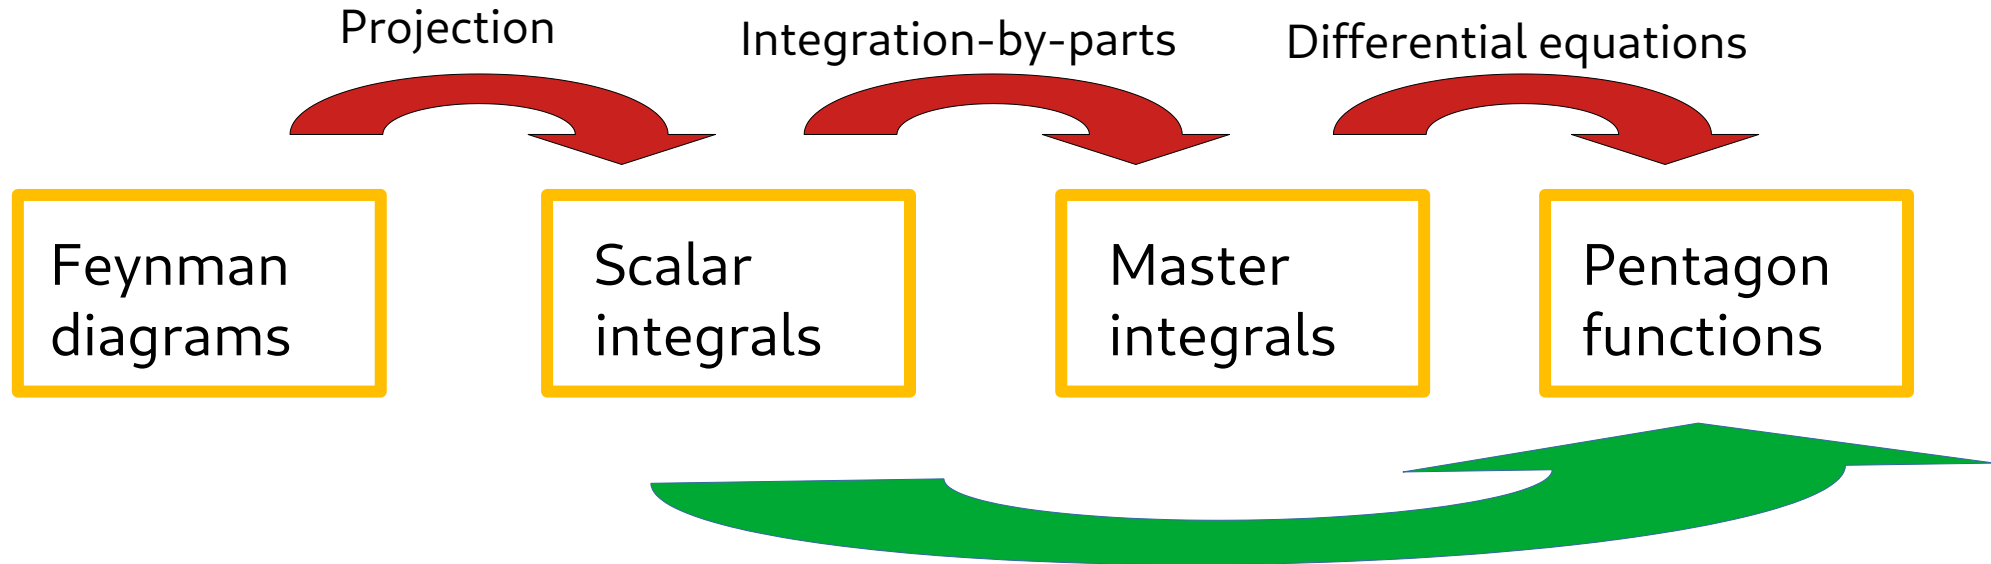 Projection
Integration-by-parts
Differential equations
Feynman
diagrams
Scalar
integrals
Master
integrals
Pentagon
functions